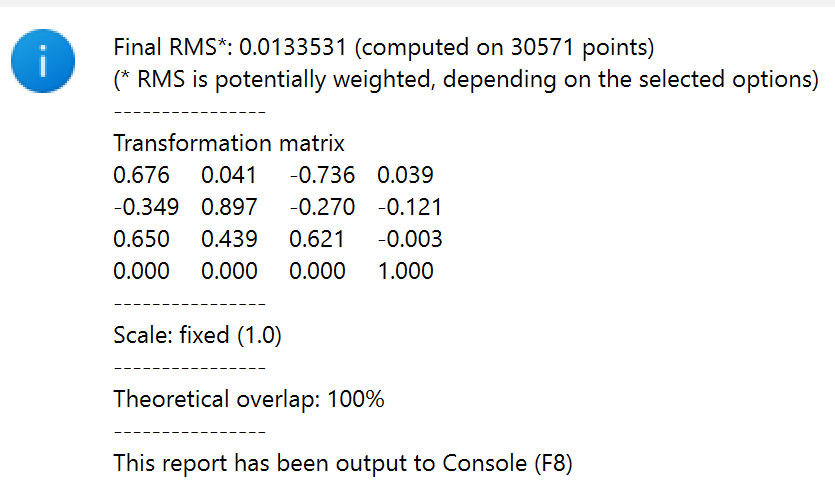 Final RMS*: 0.0133531 (computed on 30571 points)
(* RMS is potentially weighted, depending on the selected options)
----------------
Transformation matrix
0.676 0.041 -0.736 0.039
-0.349 0.897 -0.270 -0.121
0.650 0.439 0.621 -0.003
0.000 0.000 0.000 1.000
----------------
Scale: fixed (1.0)
----------------
Theoretical overlap: 100%
----------------
This report has been output to Console (F8)